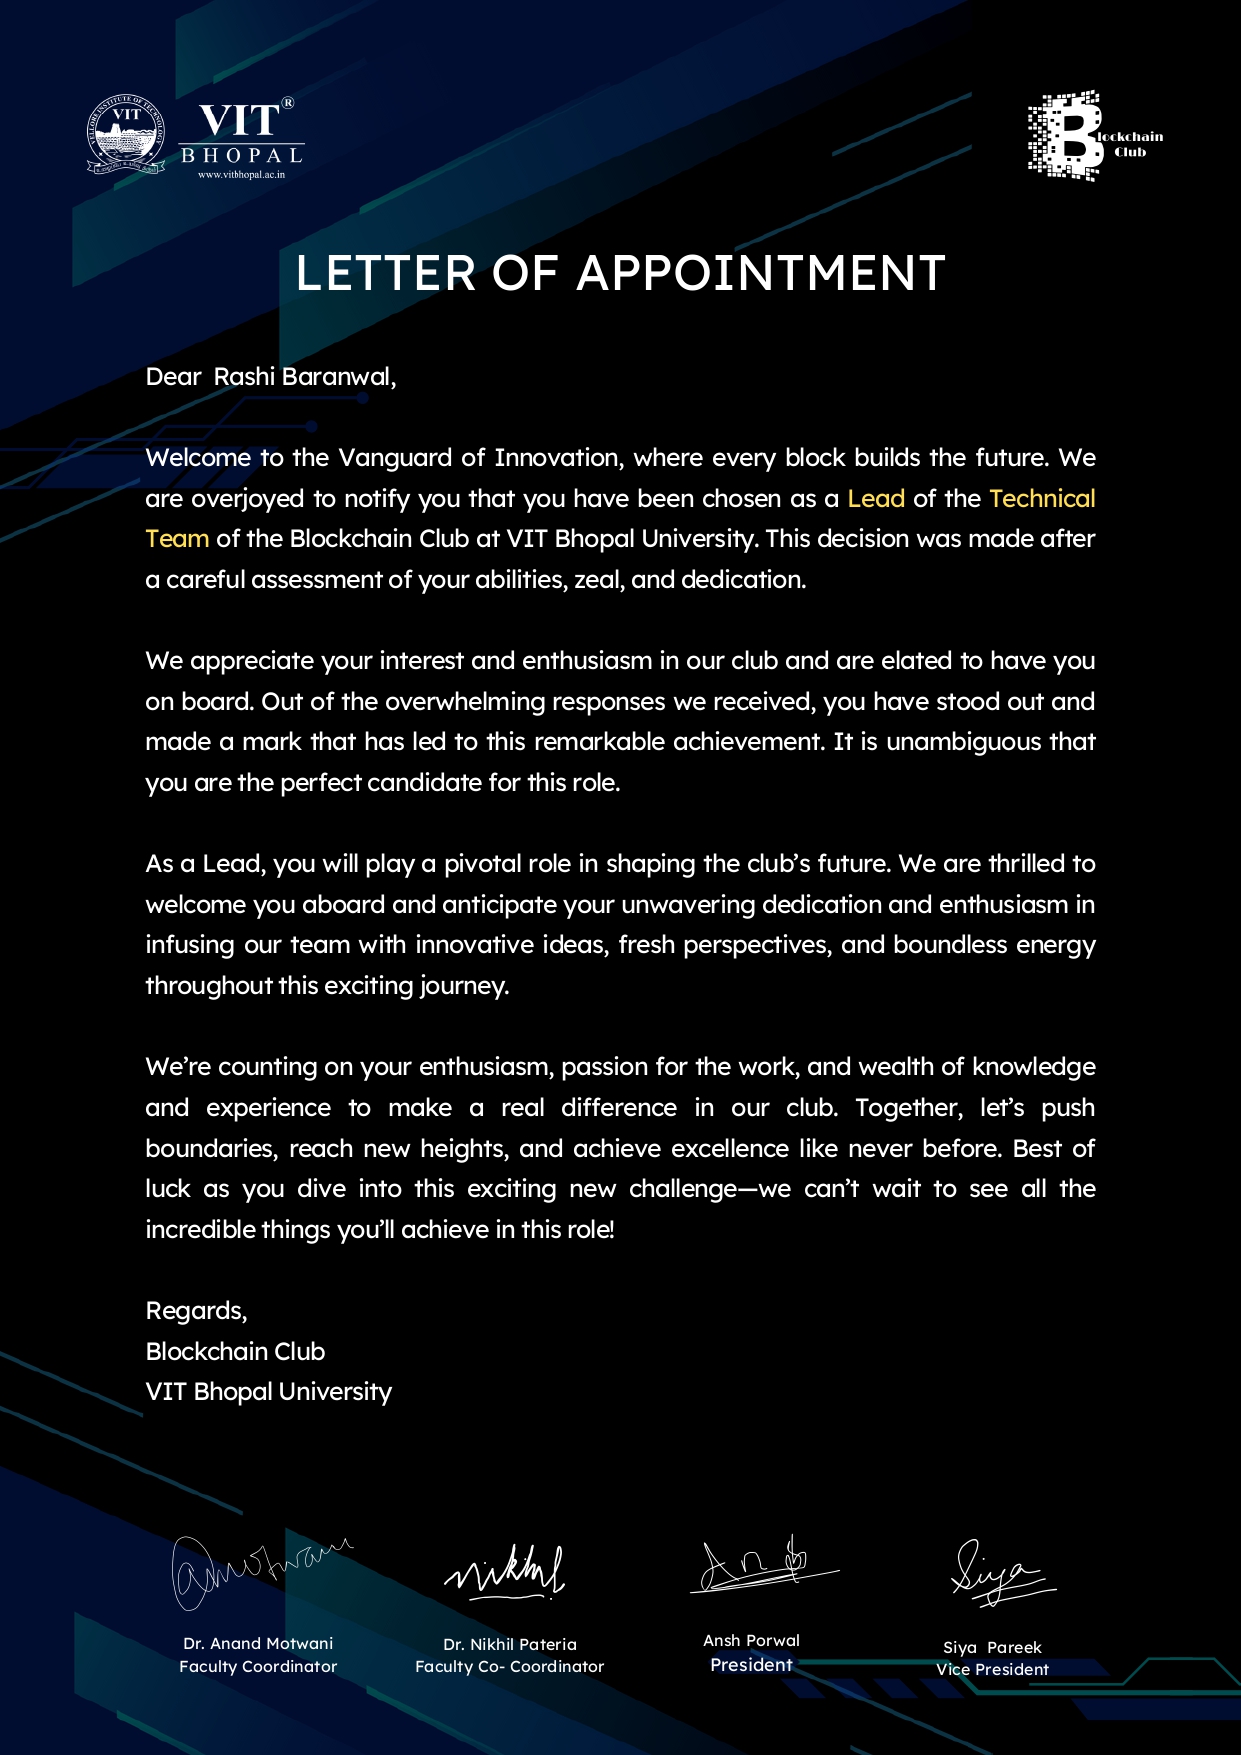 VELLORE INSTITUTE OF TECHNOLOGY
VIT
VIT®
BHOPAL
www.vitbhopal.ac.in
Blockchain
Club
LETTER OF APPOINTMENT
Dear Rashi Baranwal,
Welcome to the Vanguard of Innovation, where every block builds the future. We
are overjoyed to notify you that you have been chosen as a Lead of the Technical
Team of the Blockchain Club at VIT Bhopal University. This decision was made after
a careful assessment of your abilities, zeal, and dedication.
We appreciate your interest and enthusiasm in our club and are elated to have you
on board. Out of the overwhelming responses we received, you have stood out and
made a mark that has led to this remarkable achievement. It is unambiguous that
you are the perfect candidate for this role.
As a Lead, you will play a pivotal role in shaping the club’s future. We are thrilled to
welcome you aboard and anticipate your unwavering dedication and enthusiasm in
infusing our team with innovative ideas, fresh perspectives, and boundless energy
throughout this exciting journey.
We’re counting on your enthusiasm, passion for the work, and wealth of knowledge
and experience to make a real difference in our club. Together, let’s push
boundaries, reach new heights, and achieve excellence like never before. Best of
luck as you dive into this exciting new challenge—we can’t wait to see all the
incredible things you’ll achieve in this role!
Regards,
Blockchain Club
VIT Bhopal University
Nikhil
Siya
Dr. Anand Motwani
Faculty Coordinator
Dr. Nikhil Pateria
Faculty Co- Coordinator
Ansh Porwal
President
Siya Pareek
Vice President